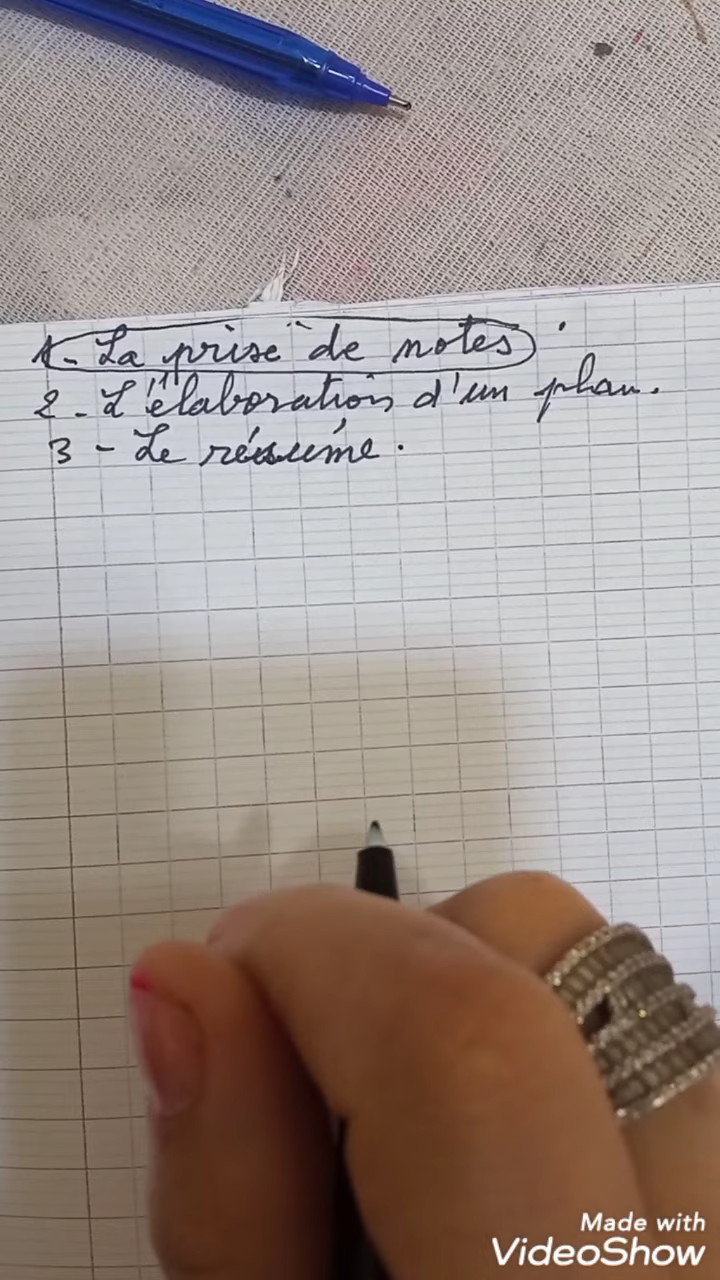 1. La prise de notes.
2. L'élaboration d'un plan.
3 - Le résumé.
Made with
VideoShow